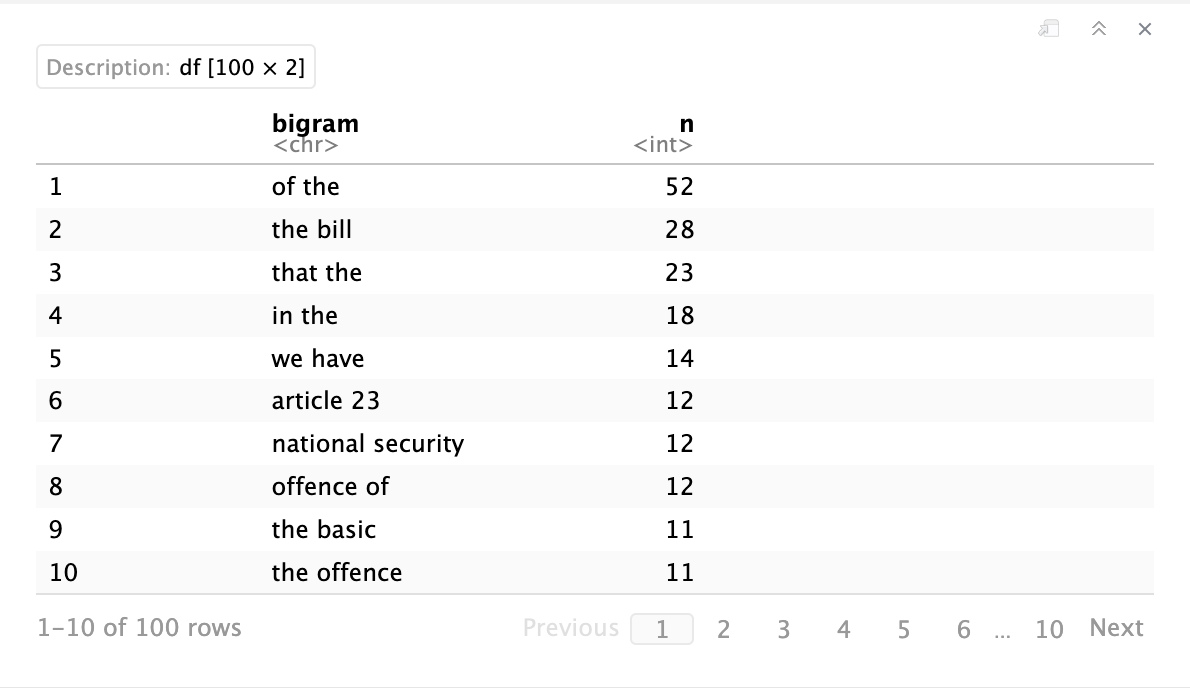 Description: df [100 × 2]
bigram n
<chr> <int>
1 of the 52
2 the bill 28
3 that the 23
4 in the 18
5 we have 14
6 article 23 12
7 national security 12
8 offence of 12
9 the basic 11
10 the offence 11
1–10 of 100 rows Previous 1 2 3 4 5 6 ... 10 Next